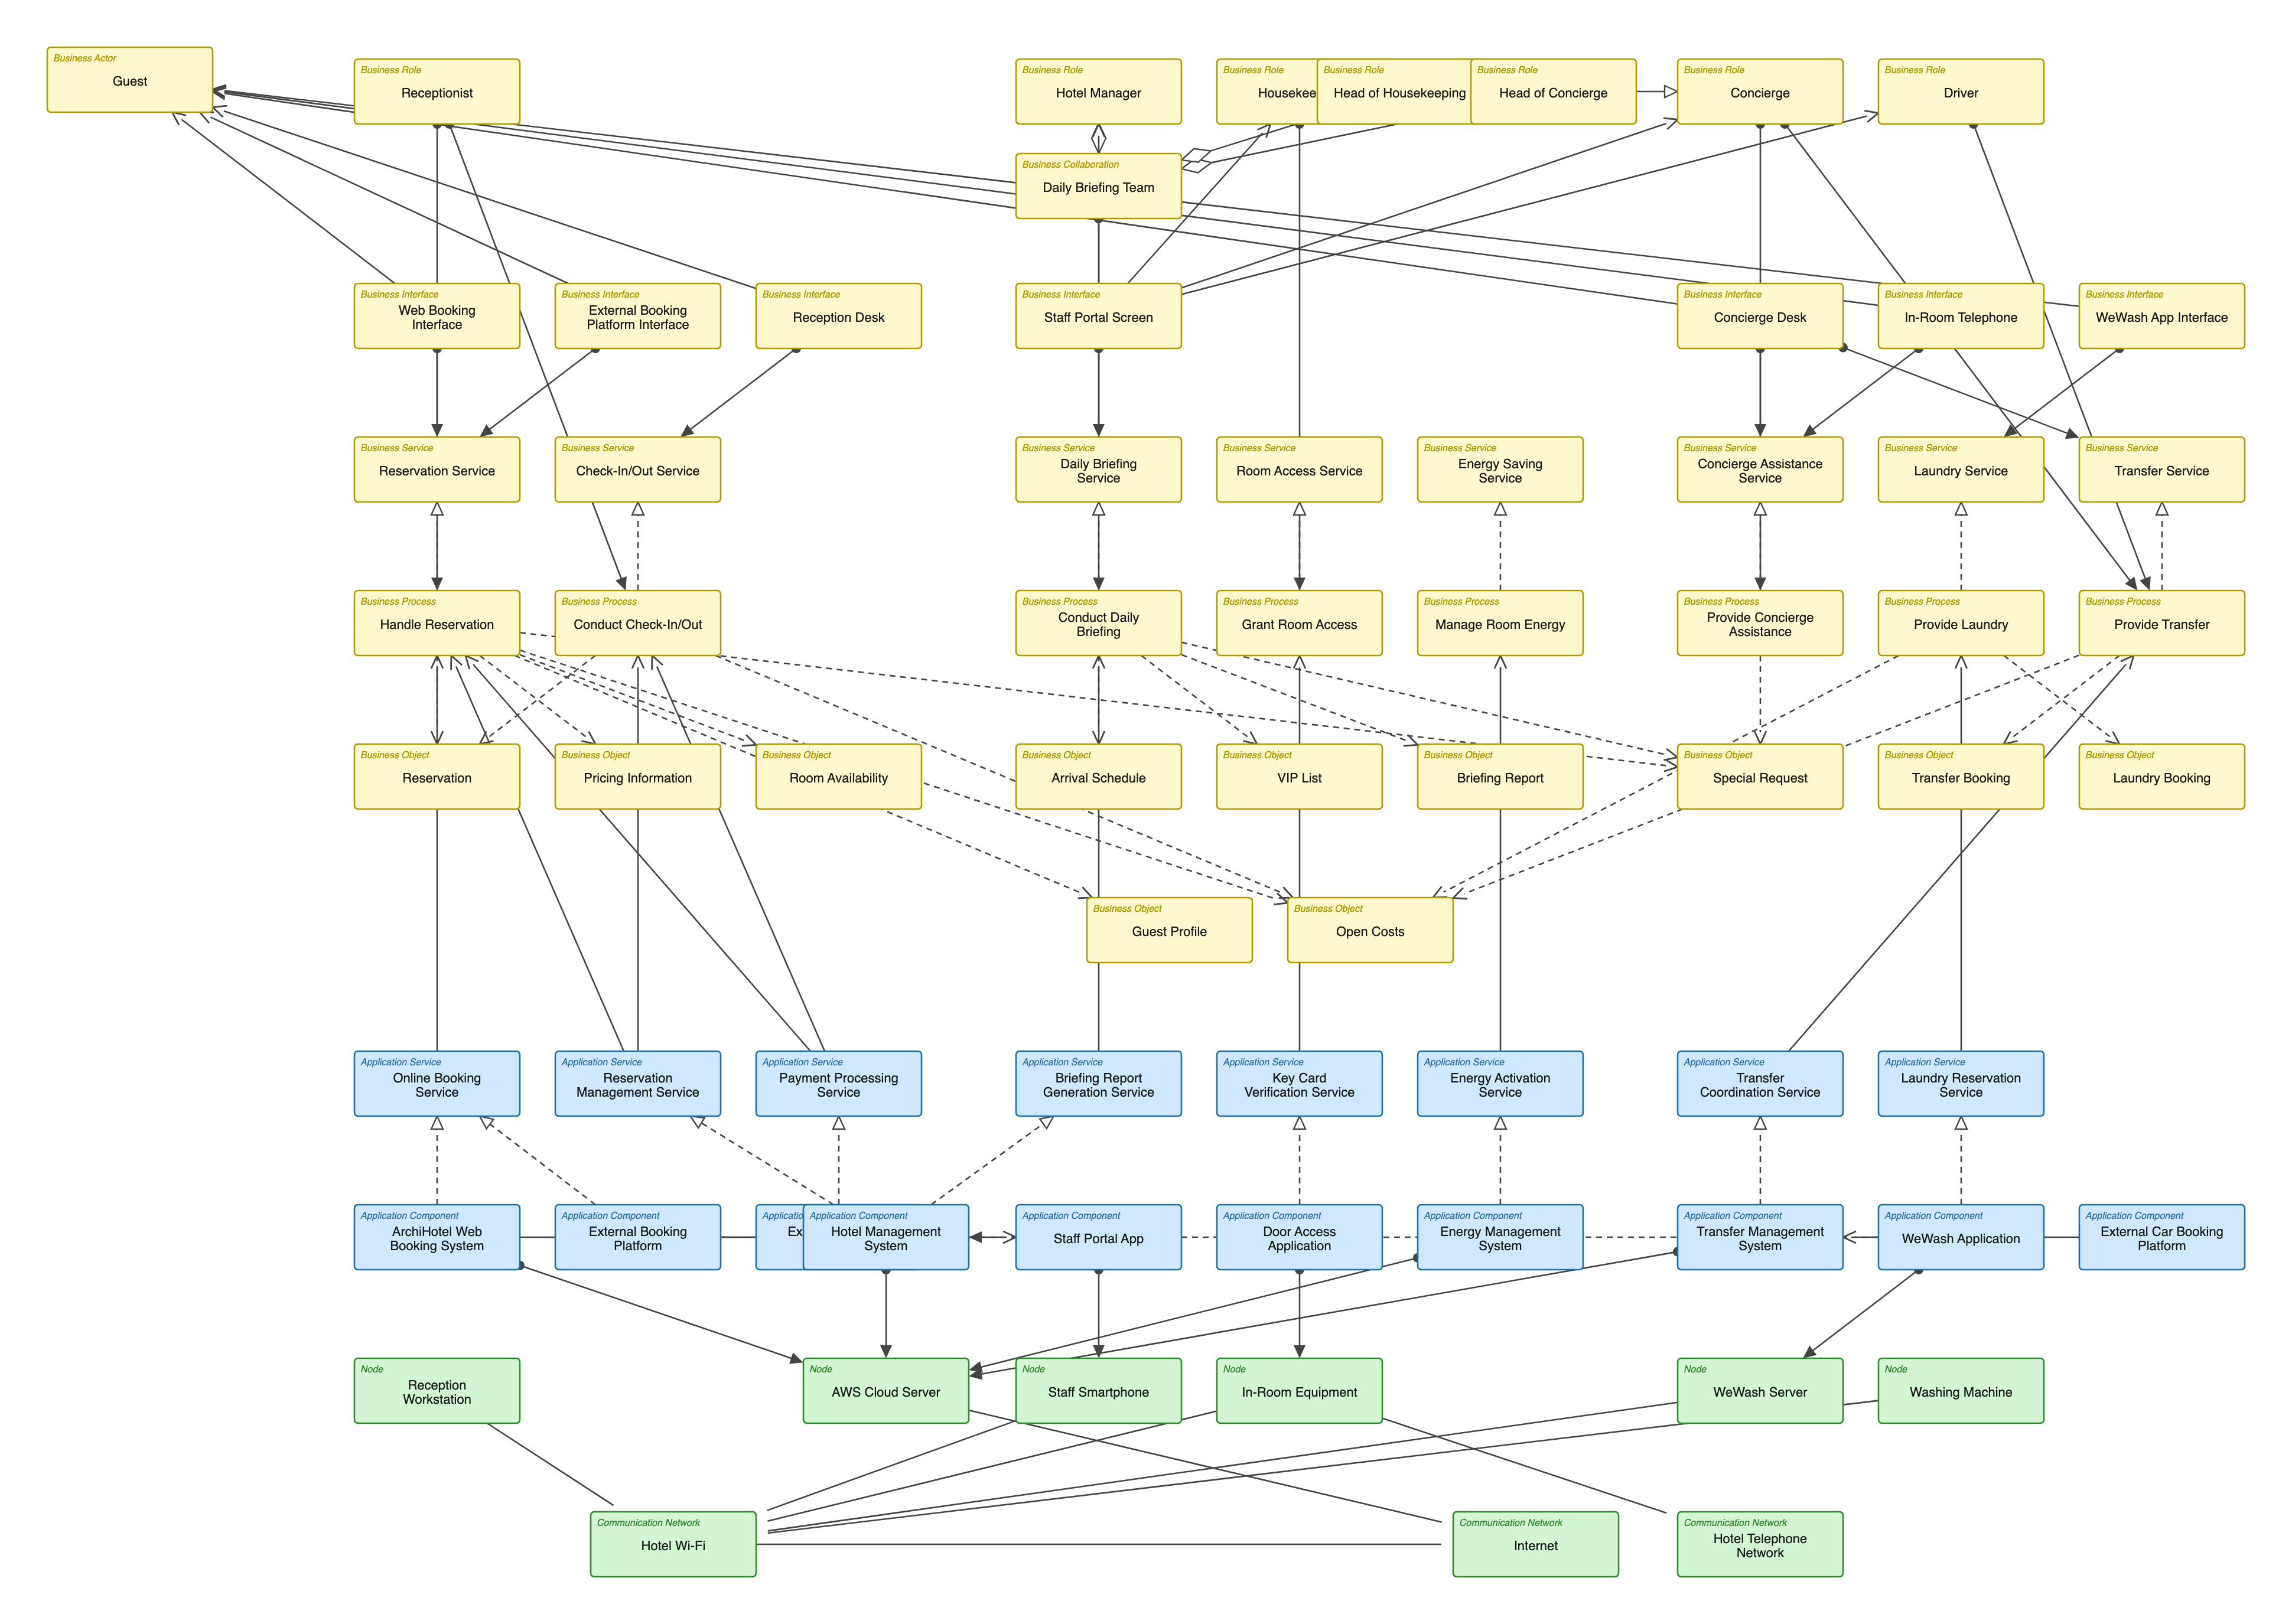 Business Actor
Guest
Business Role
Receptionist
Business Role
Hotel Manager
Business Role
Housekee
Business Role
Head of Housekeeping
Business Role
Head of Concierge
Business Role
Concierge
Business Role
Driver
Business Collaboration
Daily Briefing Team
Business Interface
Web Booking
Interface
Business Interface
External Booking
Platform Interface
Business Interface
Reception Desk
Business Interface
Staff Portal Screen
Business Interface
Concierge Desk
Business Interface
In-Room Telephone
Business Interface
WeWash App Interface
Business Service
Reservation Service
Business Service
Check-In/Out Service
Business Service
Daily Briefing
Service
Business Service
Room Access Service
Business Service
Energy Saving
Service
Business Service
Concierge Assistance
Service
Business Service
Laundry Service
Business Service
Transfer Service
Business Process
Handle Reservation
Business Process
Conduct Check-In/Out
Business Process
Conduct Daily
Briefing
Business Process
Grant Room Access
Business Process
Manage Room Energy
Business Process
Provide Concierge
Assistance
Business Process
Provide Laundry
Business Process
Provide Transfer
Business Object
Reservation
Business Object
Pricing Information
Business Object
Room Availability
Business Object
Arrival Schedule
Business Object
VIP List
Business Object
Briefing Report
Business Object
Special Request
Business Object
Transfer Booking
Business Object
Laundry Booking
Business Object
Guest Profile
Business Object
Open Costs
Application Service
Online Booking
Service
Application Service
Reservation
Management Service
Application Service
Payment Processing
Service
Application Service
Briefing Report
Generation Service
Application Service
Key Card
Verification Service
Application Service
Energy Activation
Service
Application Service
Transfer
Coordination Service
Application Service
Laundry Reservation
Service
Application Component
ArchiHotel Web
Booking System
Application Component
External Booking
Platform
Applicatio
Ex
Application Component
Hotel Management
System
Application Component
Staff Portal App
Application Component
Door Access
Application
Application Component
Energy Management
System
Application Component
Transfer Management
System
Application Component
WeWash Application
Application Component
External Car Booking
Platform
Node
Reception
Workstation
Node
AWS Cloud Server
Node
Staff Smartphone
Node
In-Room Equipment
Node
WeWash Server
Node
Washing Machine
Communication Network
Hotel Wi-Fi
Communication Network
Internet
Communication Network
Hotel Telephone
Network